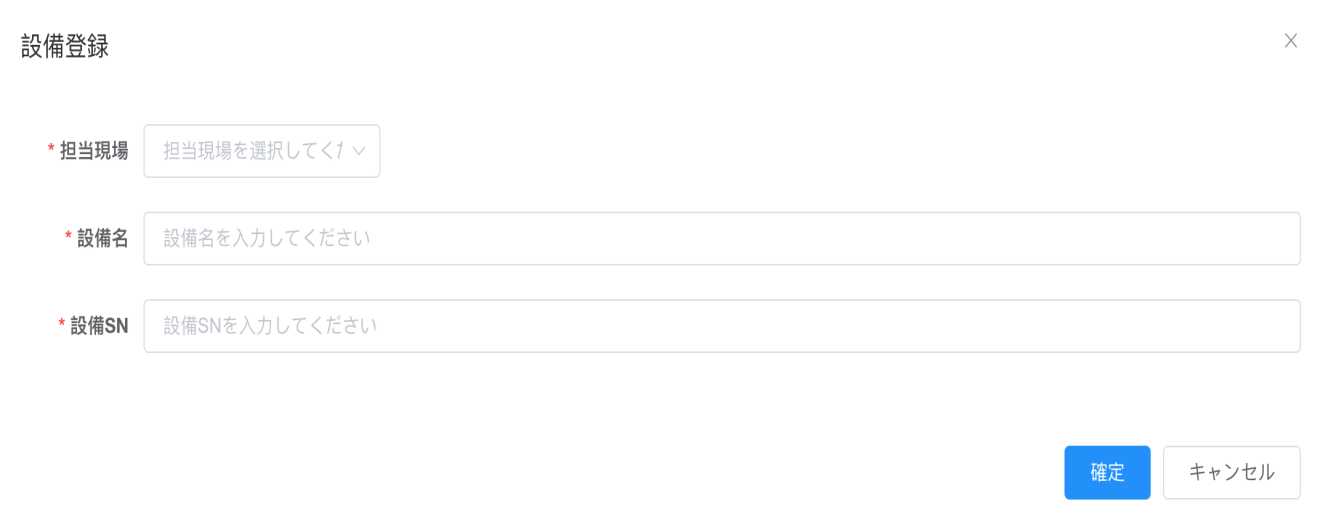 設備登録
* 担当現場 担当現場を選択してくだ
* 設備名 設備名を入力してください
* 設備SN 設備SNを入力してください
確定 キャンセル